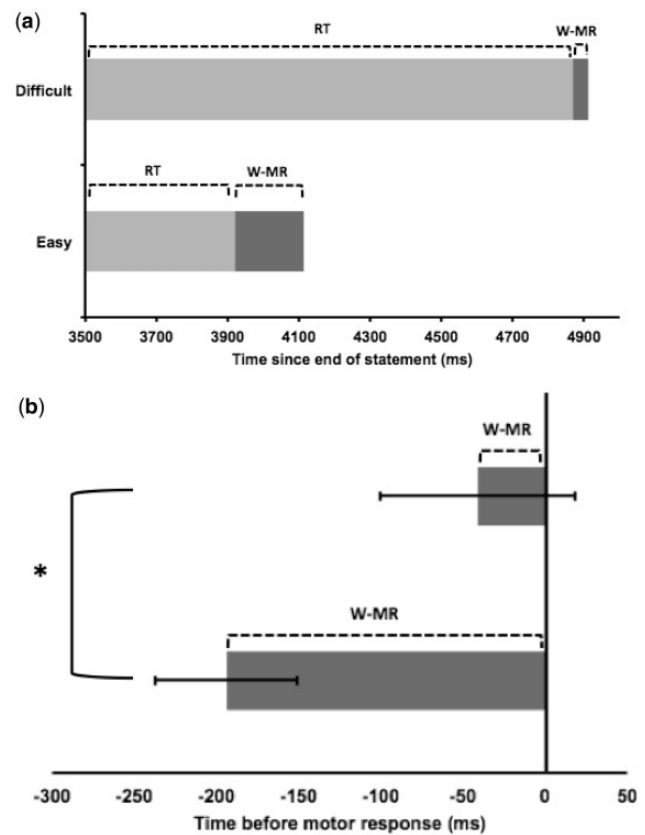 (a)
RT
W-MR
Difficult
RT
W-MR
Easy
3500 3700 3900 4100 4300 4500 4700 4900
Time since end of statement (ms)
(b)
W-MR
*
W-MR
-300 -250 -200 -150 -100 -50 0 50
Time before motor response (ms)